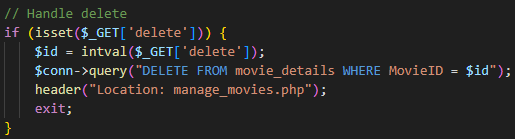 // Handle delete
if (isset($_GET['delete'])) {
    $id = intval($_GET['delete']);
    $conn->query("DELETE FROM movie_details WHERE MovieID = $id");
    header("Location: manage_movies.php");
    exit;
}